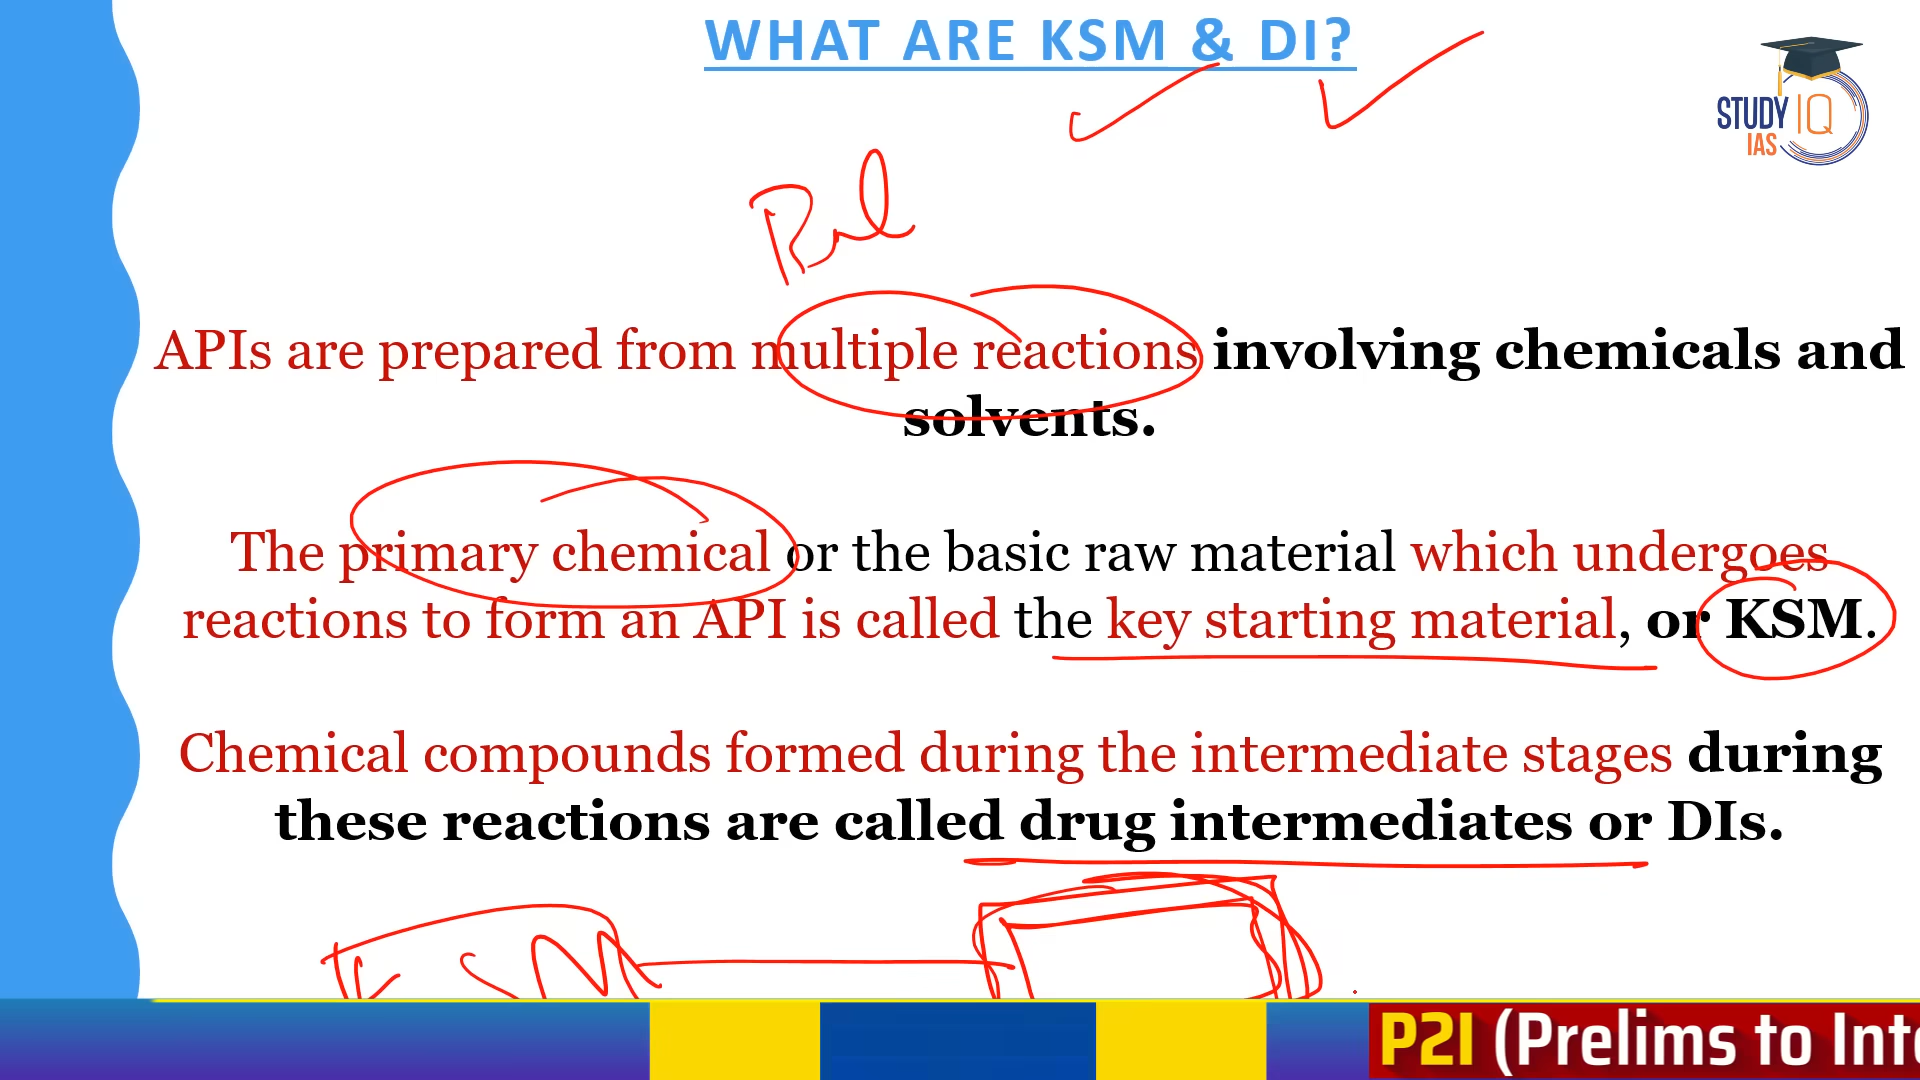 WHAT ARE KSM & DI?
STUDY IQ
IAS
APIs are prepared from multiple reactions involving chemicals and
solvents.
The primary chemical or the basic raw material which undergoes
reactions to form an API is called the key starting material, or KSM.
Chemical compounds formed during the intermediate stages during
these reactions are called drug intermediates or DIs.
KSM
P2I (Prelims to Inte